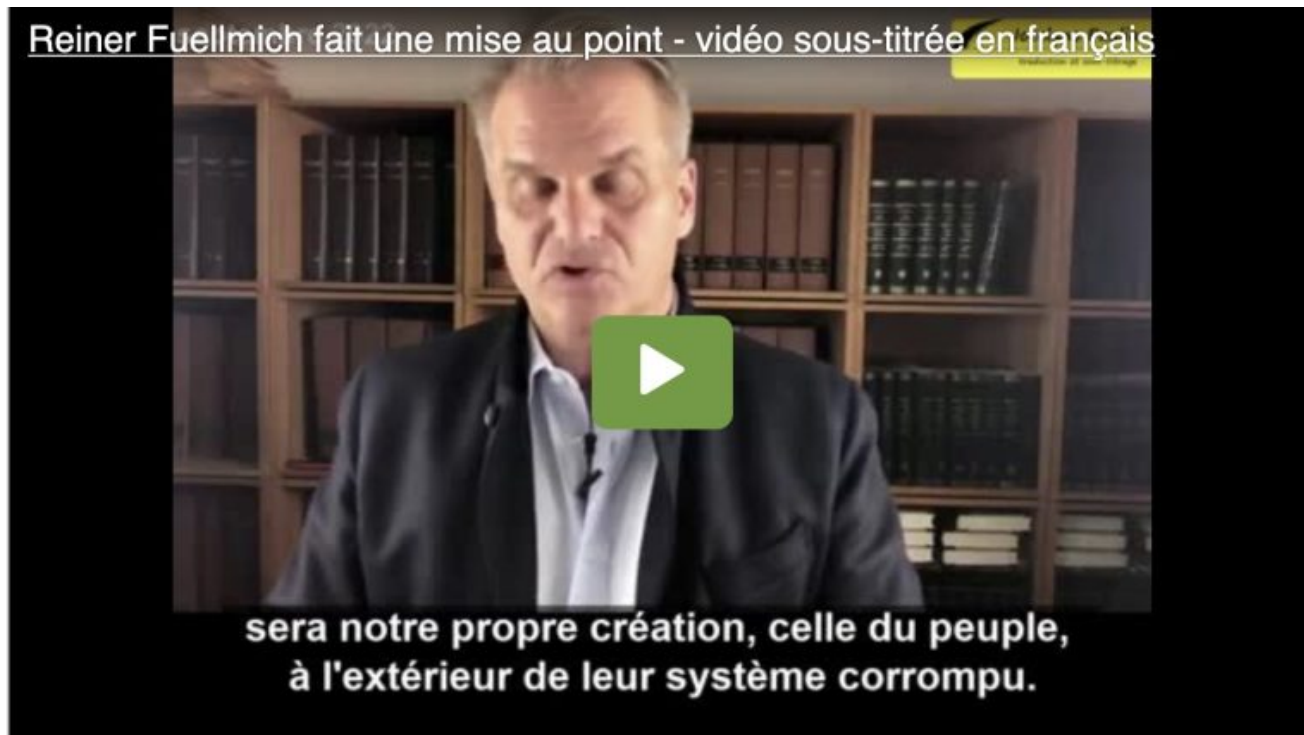 Reiner Fuellmich fait une mise au point - vidéo sous-titrée en français
sera notre propre création, celle du peuple,
à l'extérieur de leur système corrompu.